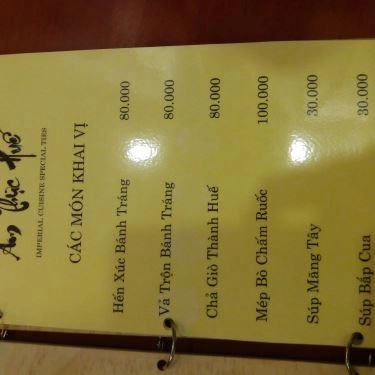 Ẩm Thực Huế
IMPERIAL CUISINE SPECIAL TIES
CÁC MÓN KHAI VỊ
Hến Xúc Bánh Tráng 80.000
Vả Trộn Bánh Tráng 80.000
Chả Giò Thành Huế 80.000
Mép Bò Chấm Ruốc 100.000
Súp Măng Tây 30.000
Súp Bắp Cua 30.000